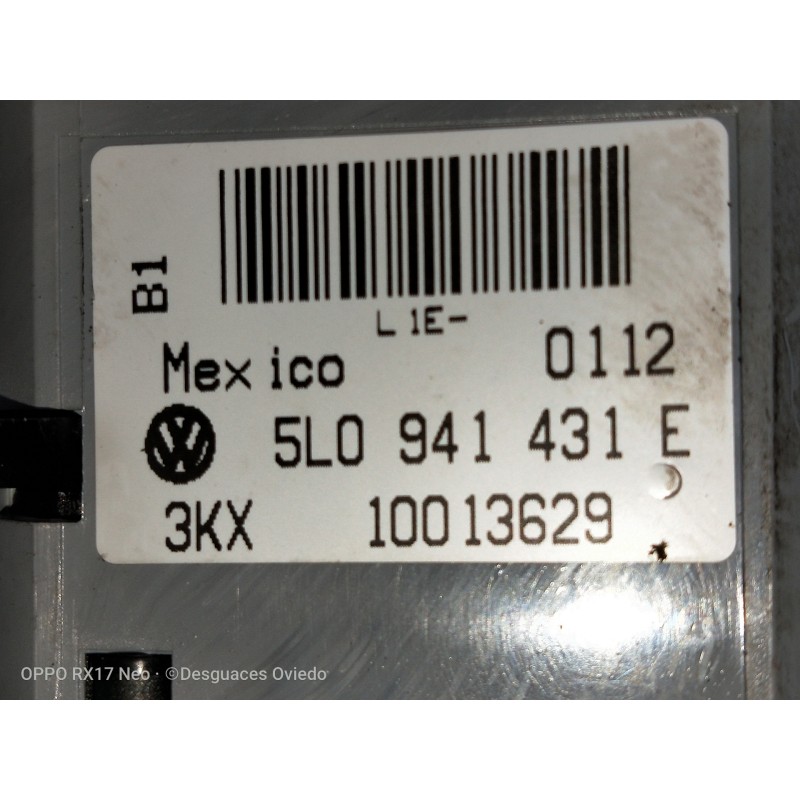 B1
L 1E-
Mexico 0112
5L0 941 431 E
3KX 10013629
OPPO RX17 Neo · ©Desguaces Oviedo